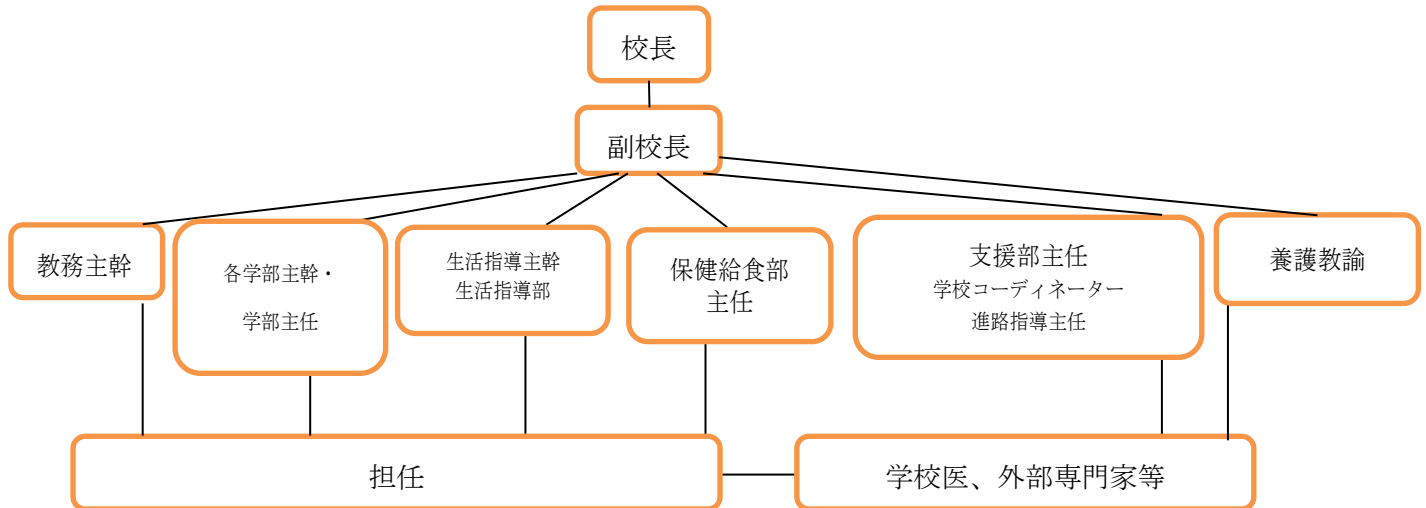 校長
副校長
教務主幹
各学部主幹・
学部主任
生活指導主幹
生活指導部
保健給食部
主任
支援部主任
学校コーディネーター
進路指導主任
養護教諭
担任
学校医、外部専門家等